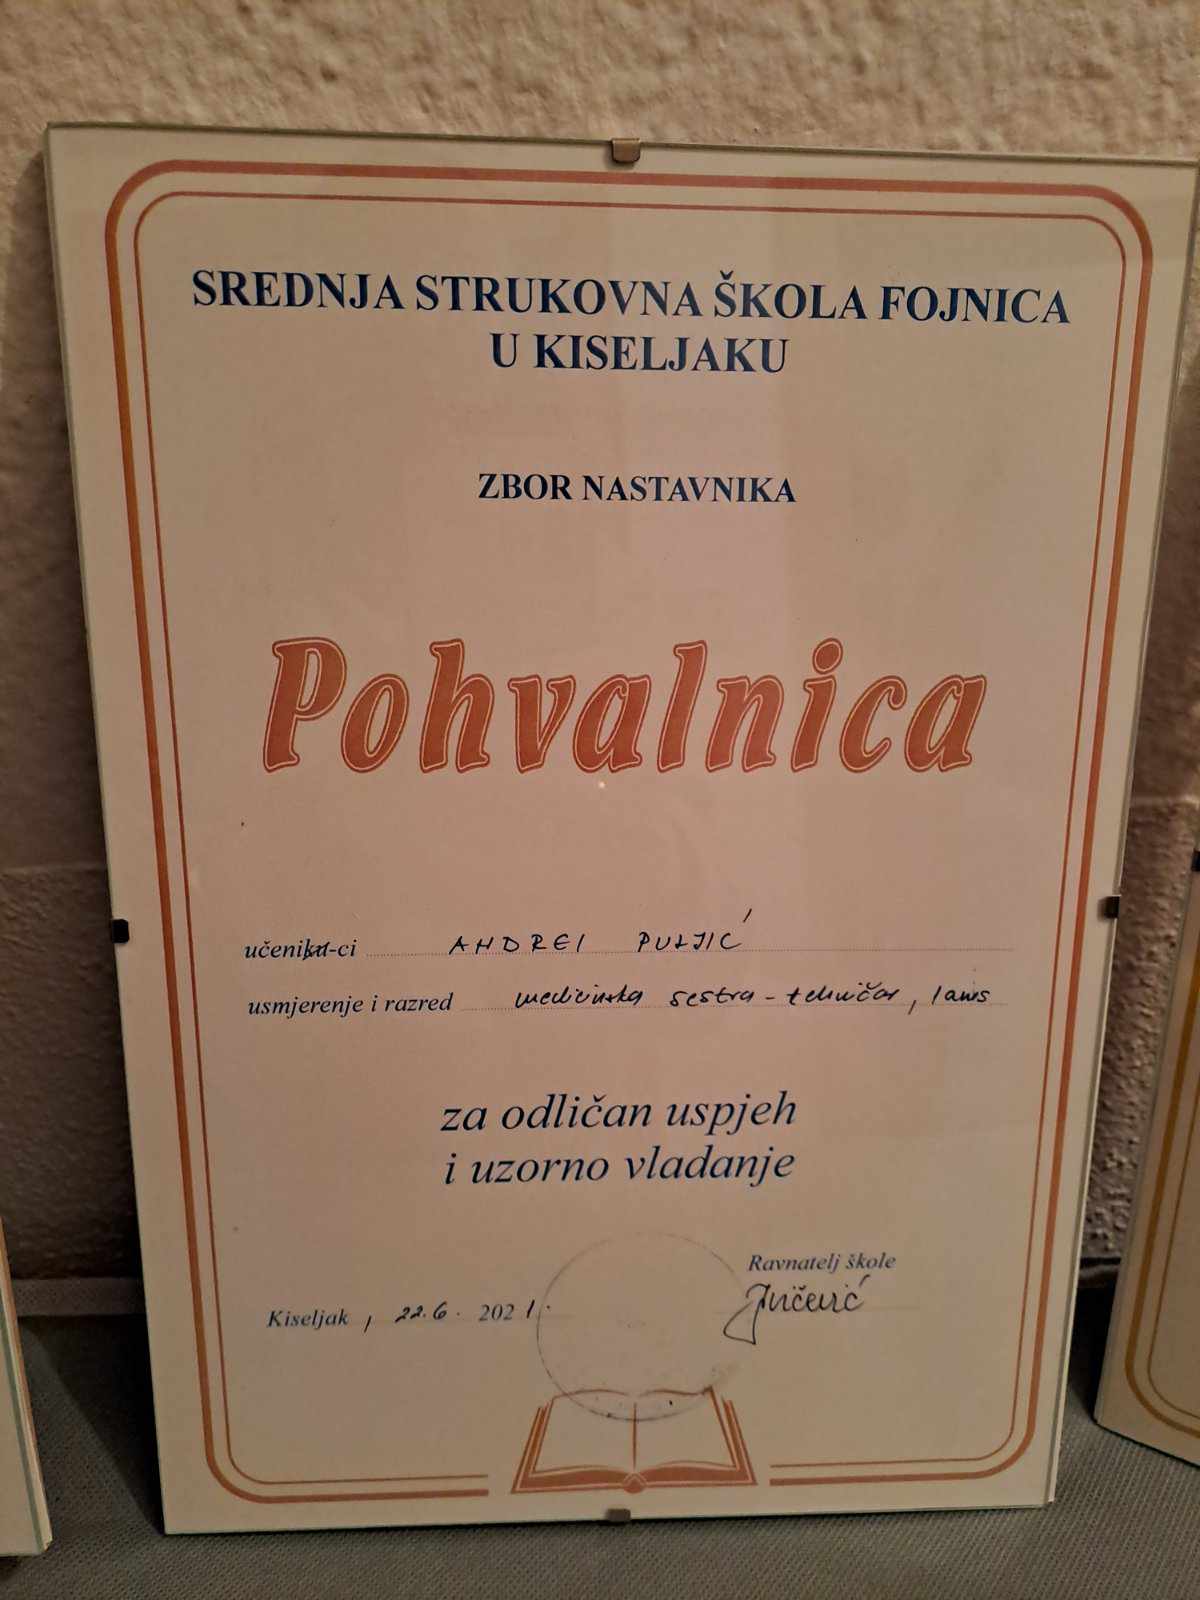 SREDNJA STRUKOVNA ŠKOLA FOJNICA
U KISELJAKU
ZBOR NASTAVNIKA
Pohvalnica
učeniku-ci ANDREI PULJIĆ
usmjerenje i razred medicinska sestra-tehničar,
za odličan uspjeh
i uzorno vladanje
Ravnatelj škole
Kiseljak, 22.6. 2021.